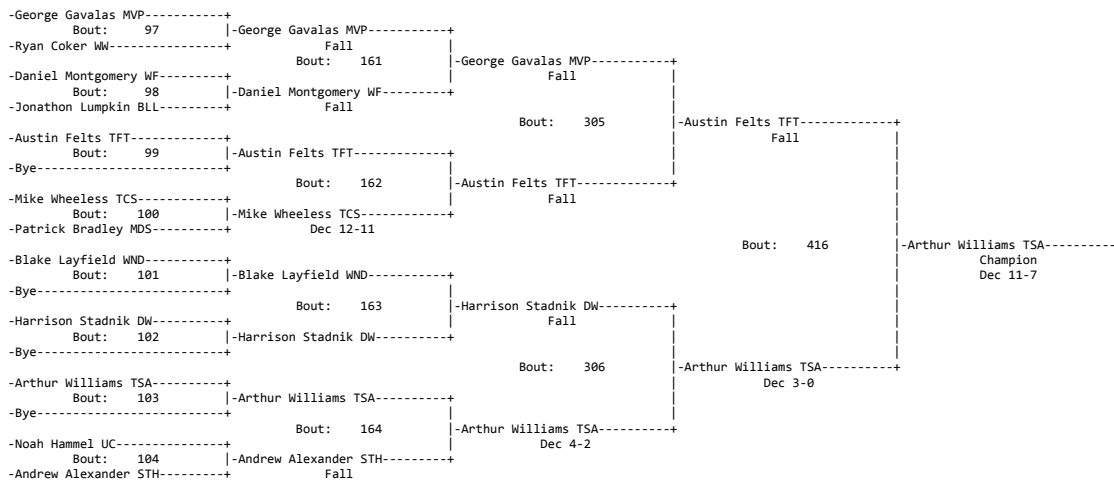 -George Gavalas MVP-----------+
Bout: 97 |-George Gavalas MVP-----------+
-Ryan Coker WW----------------+ Fall |
Bout: 161 |-George Gavalas MVP-----------+
-Daniel Montgomery WF---------+ | Fall |
Bout: 98 |-Daniel Montgomery WF---------+ |
-Jonathon Lumpkin BLL---------+ Fall |
Bout: 305 |-Austin Felts TFT-------------+
-Austin Felts TFT-------------+ | Fall |
Bout: 99 |-Austin Felts TFT-------------+ | |
-Bye--------------------------+ | | |
Bout: 162 |-Austin Felts TFT-------------+ |
-Mike Wheeless TCS------------+ | Fall |
Bout: 100 |-Mike Wheeless TCS------------+ |
-Patrick Bradley MDS----------+ Dec 12-11 |
Bout: 416 |-Arthur Williams TSA----------
-Blake Layfield WND-----------+ | Champion
Bout: 101 |-Blake Layfield WND-----------+ | Dec 11-7
-Bye--------------------------+ | |
Bout: 163 |-Harrison Stadnik DW----------+ |
-Harrison Stadnik DW----------+ | Fall | |
Bout: 102 |-Harrison Stadnik DW----------+ | |
-Bye--------------------------+ | |
Bout: 306 |-Arthur Williams TSA----------+
-Arthur Williams TSA----------+ | Dec 3-0
Bout: 103 |-Arthur Williams TSA----------+ |
-Bye--------------------------+ | |
Bout: 164 |-Arthur Williams TSA----------+
-Noah Hammel UC---------------+ | Dec 4-2
Bout: 104 |-Andrew Alexander STH---------+
-Andrew Alexander STH---------+ Fall